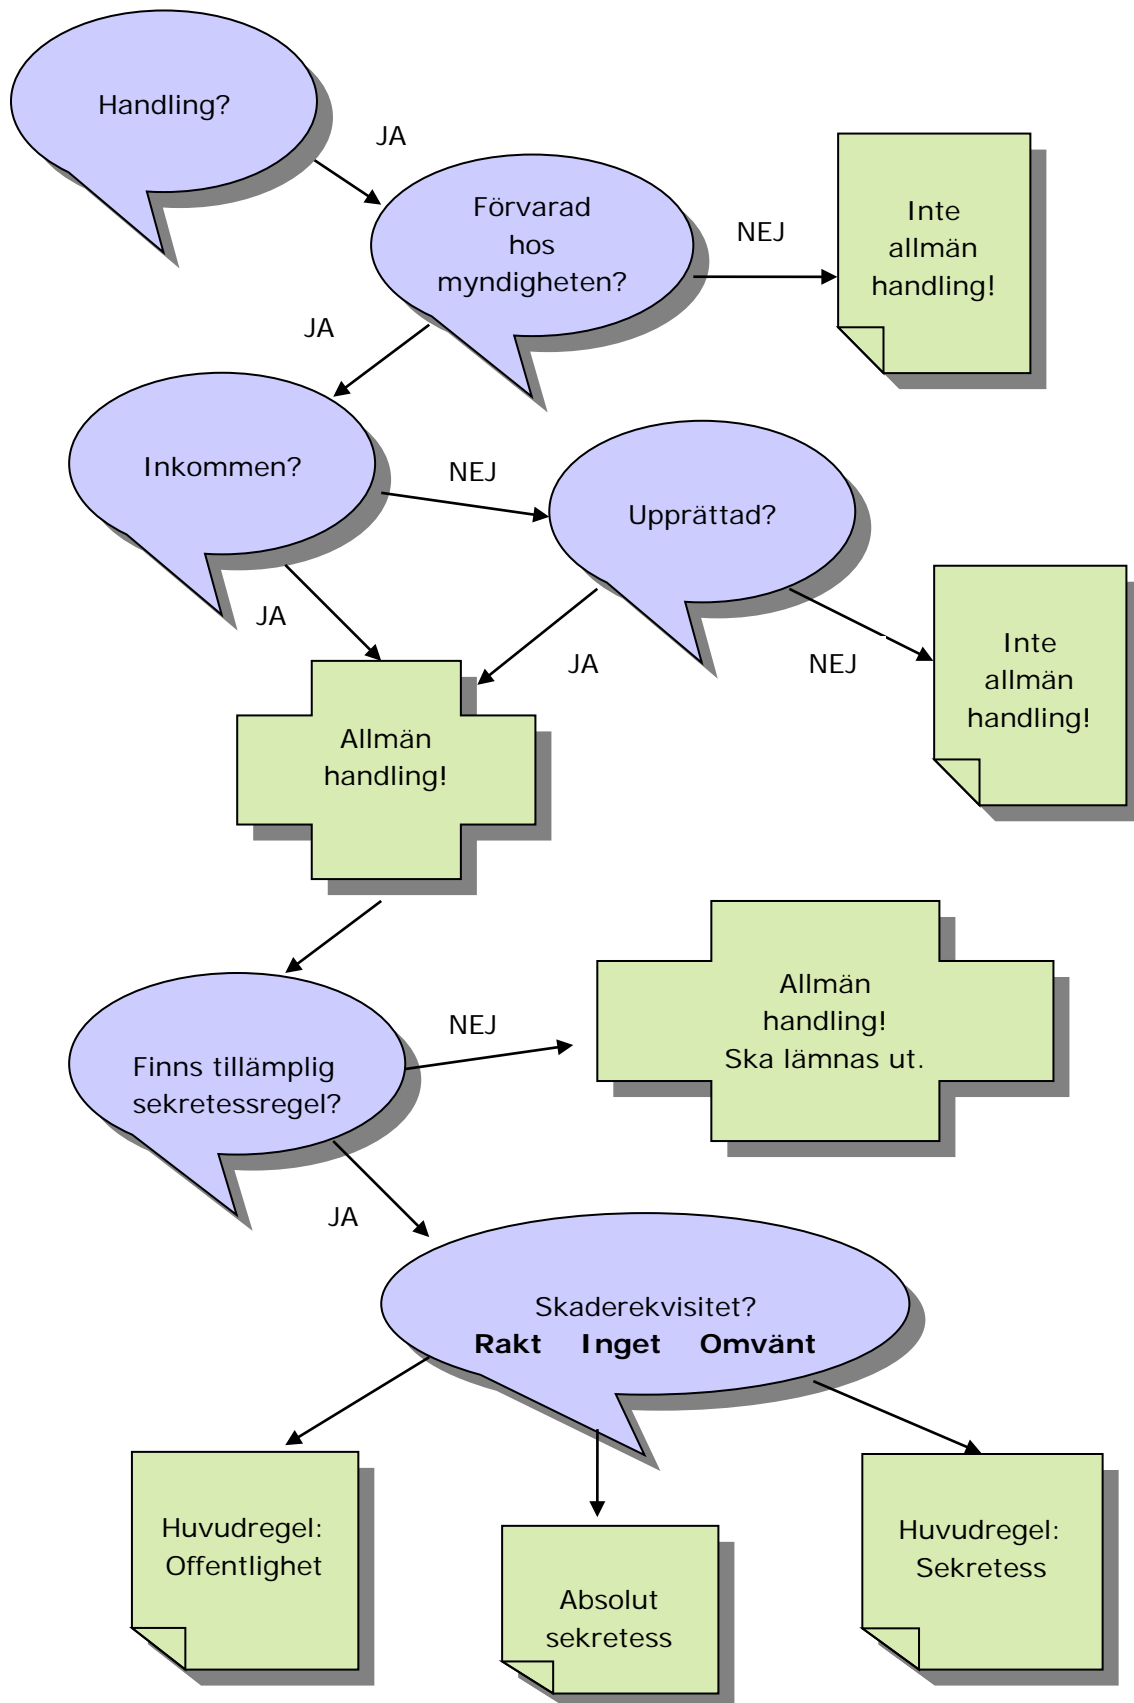 Handling?
JA
Förvarad
hos
myndigheten?
NEJ
Inte
allmän
handling!
JA
Inkommen?
NEJ
Upprättad?
JA
JA
NEJ
Inte
allmän
handling!
Allmän
handling!
Allmän
handling!
Ska lämnas ut.
NEJ
Finns tillämplig
sekretessregel?
JA
Skaderekvisitet?
Rakt Inget Omvänt
Huvudregel:
Offentlighet
Absolut
sekretess
Huvudregel:
Sekretess